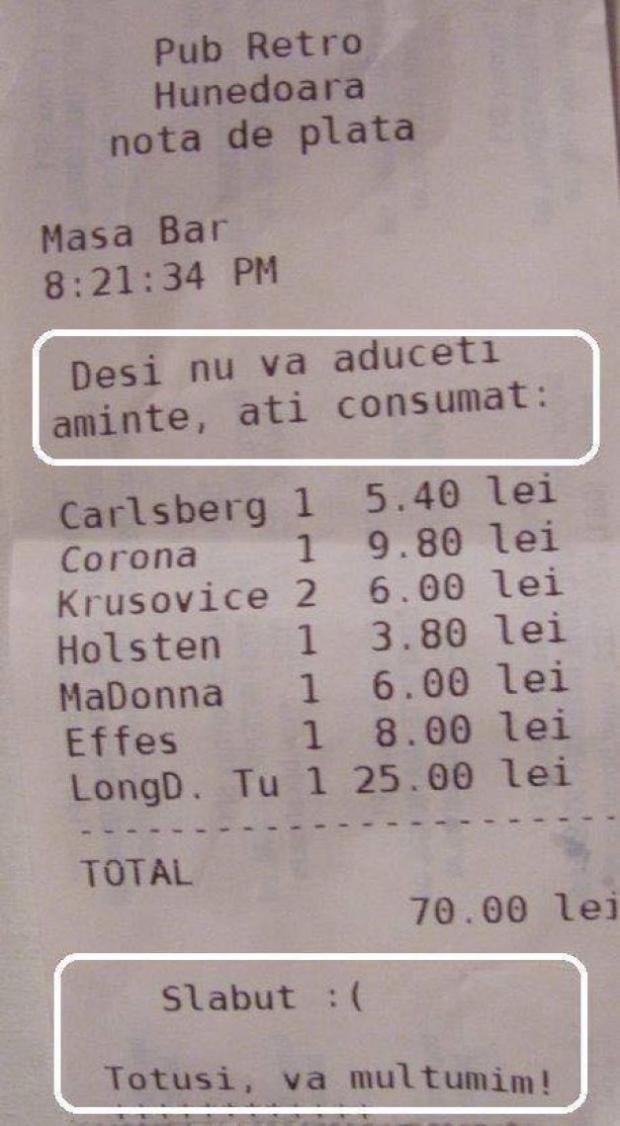 Pub Retro
Hunedoara
nota de plata
Masa Bar
8:21:34 PM
Desi nu va aduceti
aminte, ati consumat:
Carlsberg 1 5.40 lei
Corona 1 9.80 lei
Krusovice 2 6.00 lei
Holsten 1 3.80 lei
MaDonna 1 6.00 lei
Effes 1 8.00 lei
LongD. Tu 1 25.00 lei
------------------------
TOTAL
70.00 lei
Slabut :(
Totusi, va multumim!